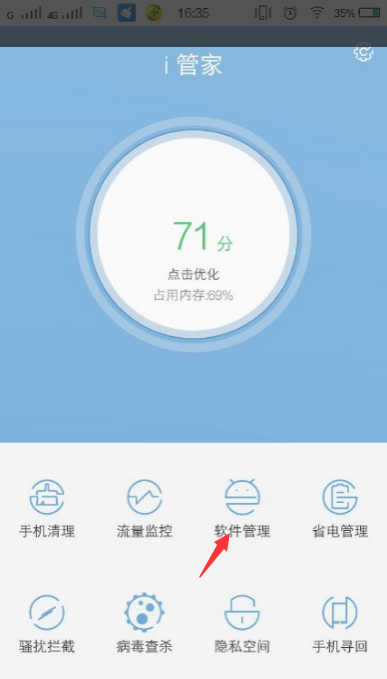 G 4G 16:35 35%
i 管家
71分
点击优化
占用内存:69%
手机清理 流量监控 软件管理 省电管理
骚扰拦截 病毒查杀 隐私空间 手机寻回